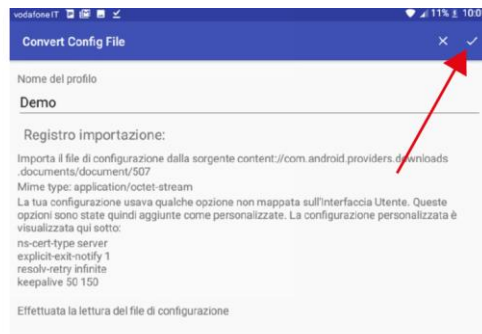 vodafone IT 11% 10:0
Convert Config File
Nome del profilo
Demo
Registro importazione:
Importa il file di configurazione dalla sorgente content://com.android.providers.downloads
.documents/document/507
Mime type: application/octet-stream
La tua configurazione usava qualche opzione non mappata sull'Interfaccia Utente. Queste
opzioni sono state quindi aggiunte come personalizzate. La configurazione personalizzata è
visualizzata qui sotto:
ns-cert-type server
explicit-exit-notify 1
resolv-retry infinite
keepalive 50 150
Effettuata la lettura del file di configurazione